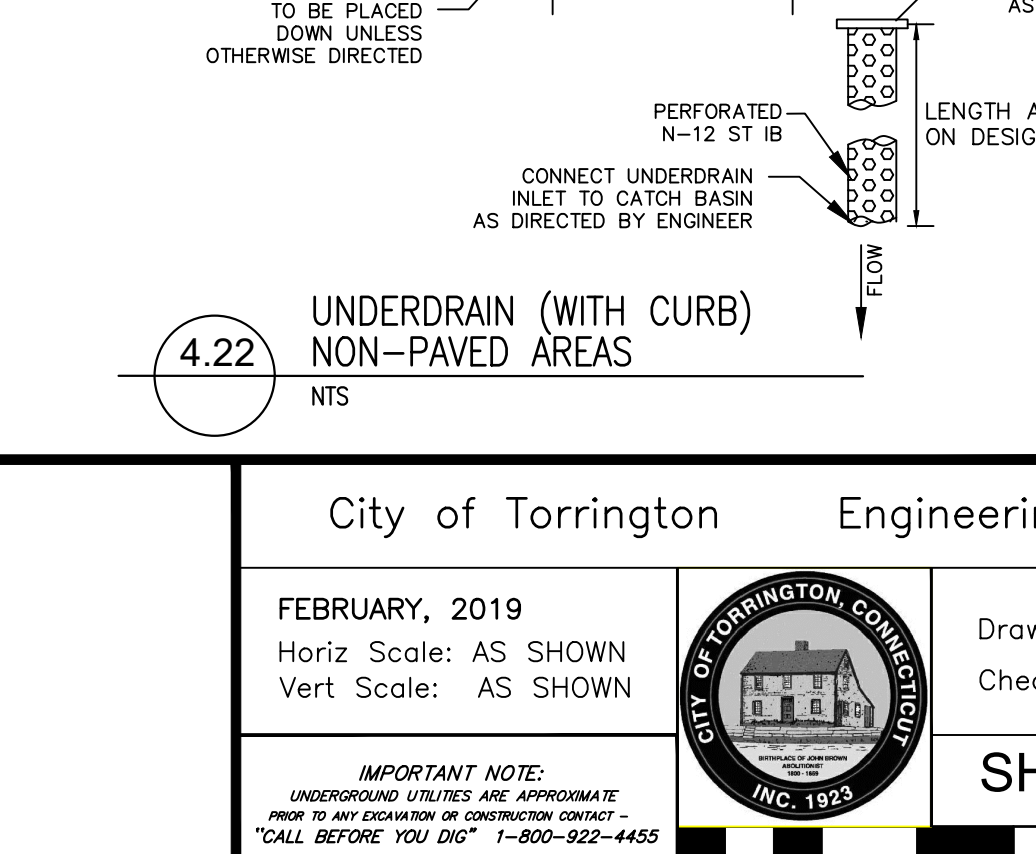 TO BE PLACED
DOWN UNLESS
OTHERWISE DIRECTED
AS
PERFORATED
N-12 ST IB
LENGTH A
ON DESIG
CONNECT UNDERDRAIN
INLET TO CATCH BASIN
AS DIRECTED BY ENGINEER
FLOW
4.22
UNDERDRAIN (WITH CURB)
NON-PAVED AREAS
NTS
City of Torrington Engineerin
FEBRUARY, 2019
Horiz Scale: AS SHOWN
Vert Scale: AS SHOWN
CITY OF TORRINGTON, CONNECTICUT
BIRTHPLACE OF JOHN BROWN
ABOLITIONIST
INC. 1923
Draw
Chec
SH
IMPORTANT NOTE:
UNDERGROUND UTILITIES ARE APPROXIMATE
PRIOR TO ANY EXCAVATION OR CONSTRUCTION CONTACT -
"CALL BEFORE YOU DIG" 1-800-922-4455